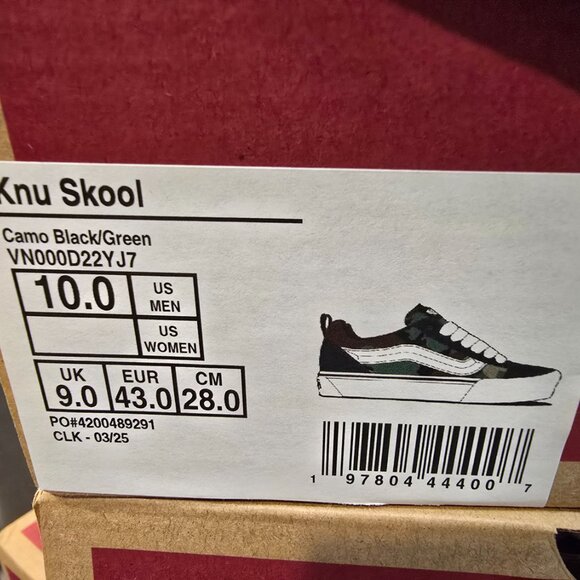 Knu Skool
Camo Black/Green
VN000D22YJ7
10.0 US MEN
US WOMEN
UK 9.0 EUR 43.0 CM 28.0
PO#4200489291
CLK - 03/25
1 97804 44400 7